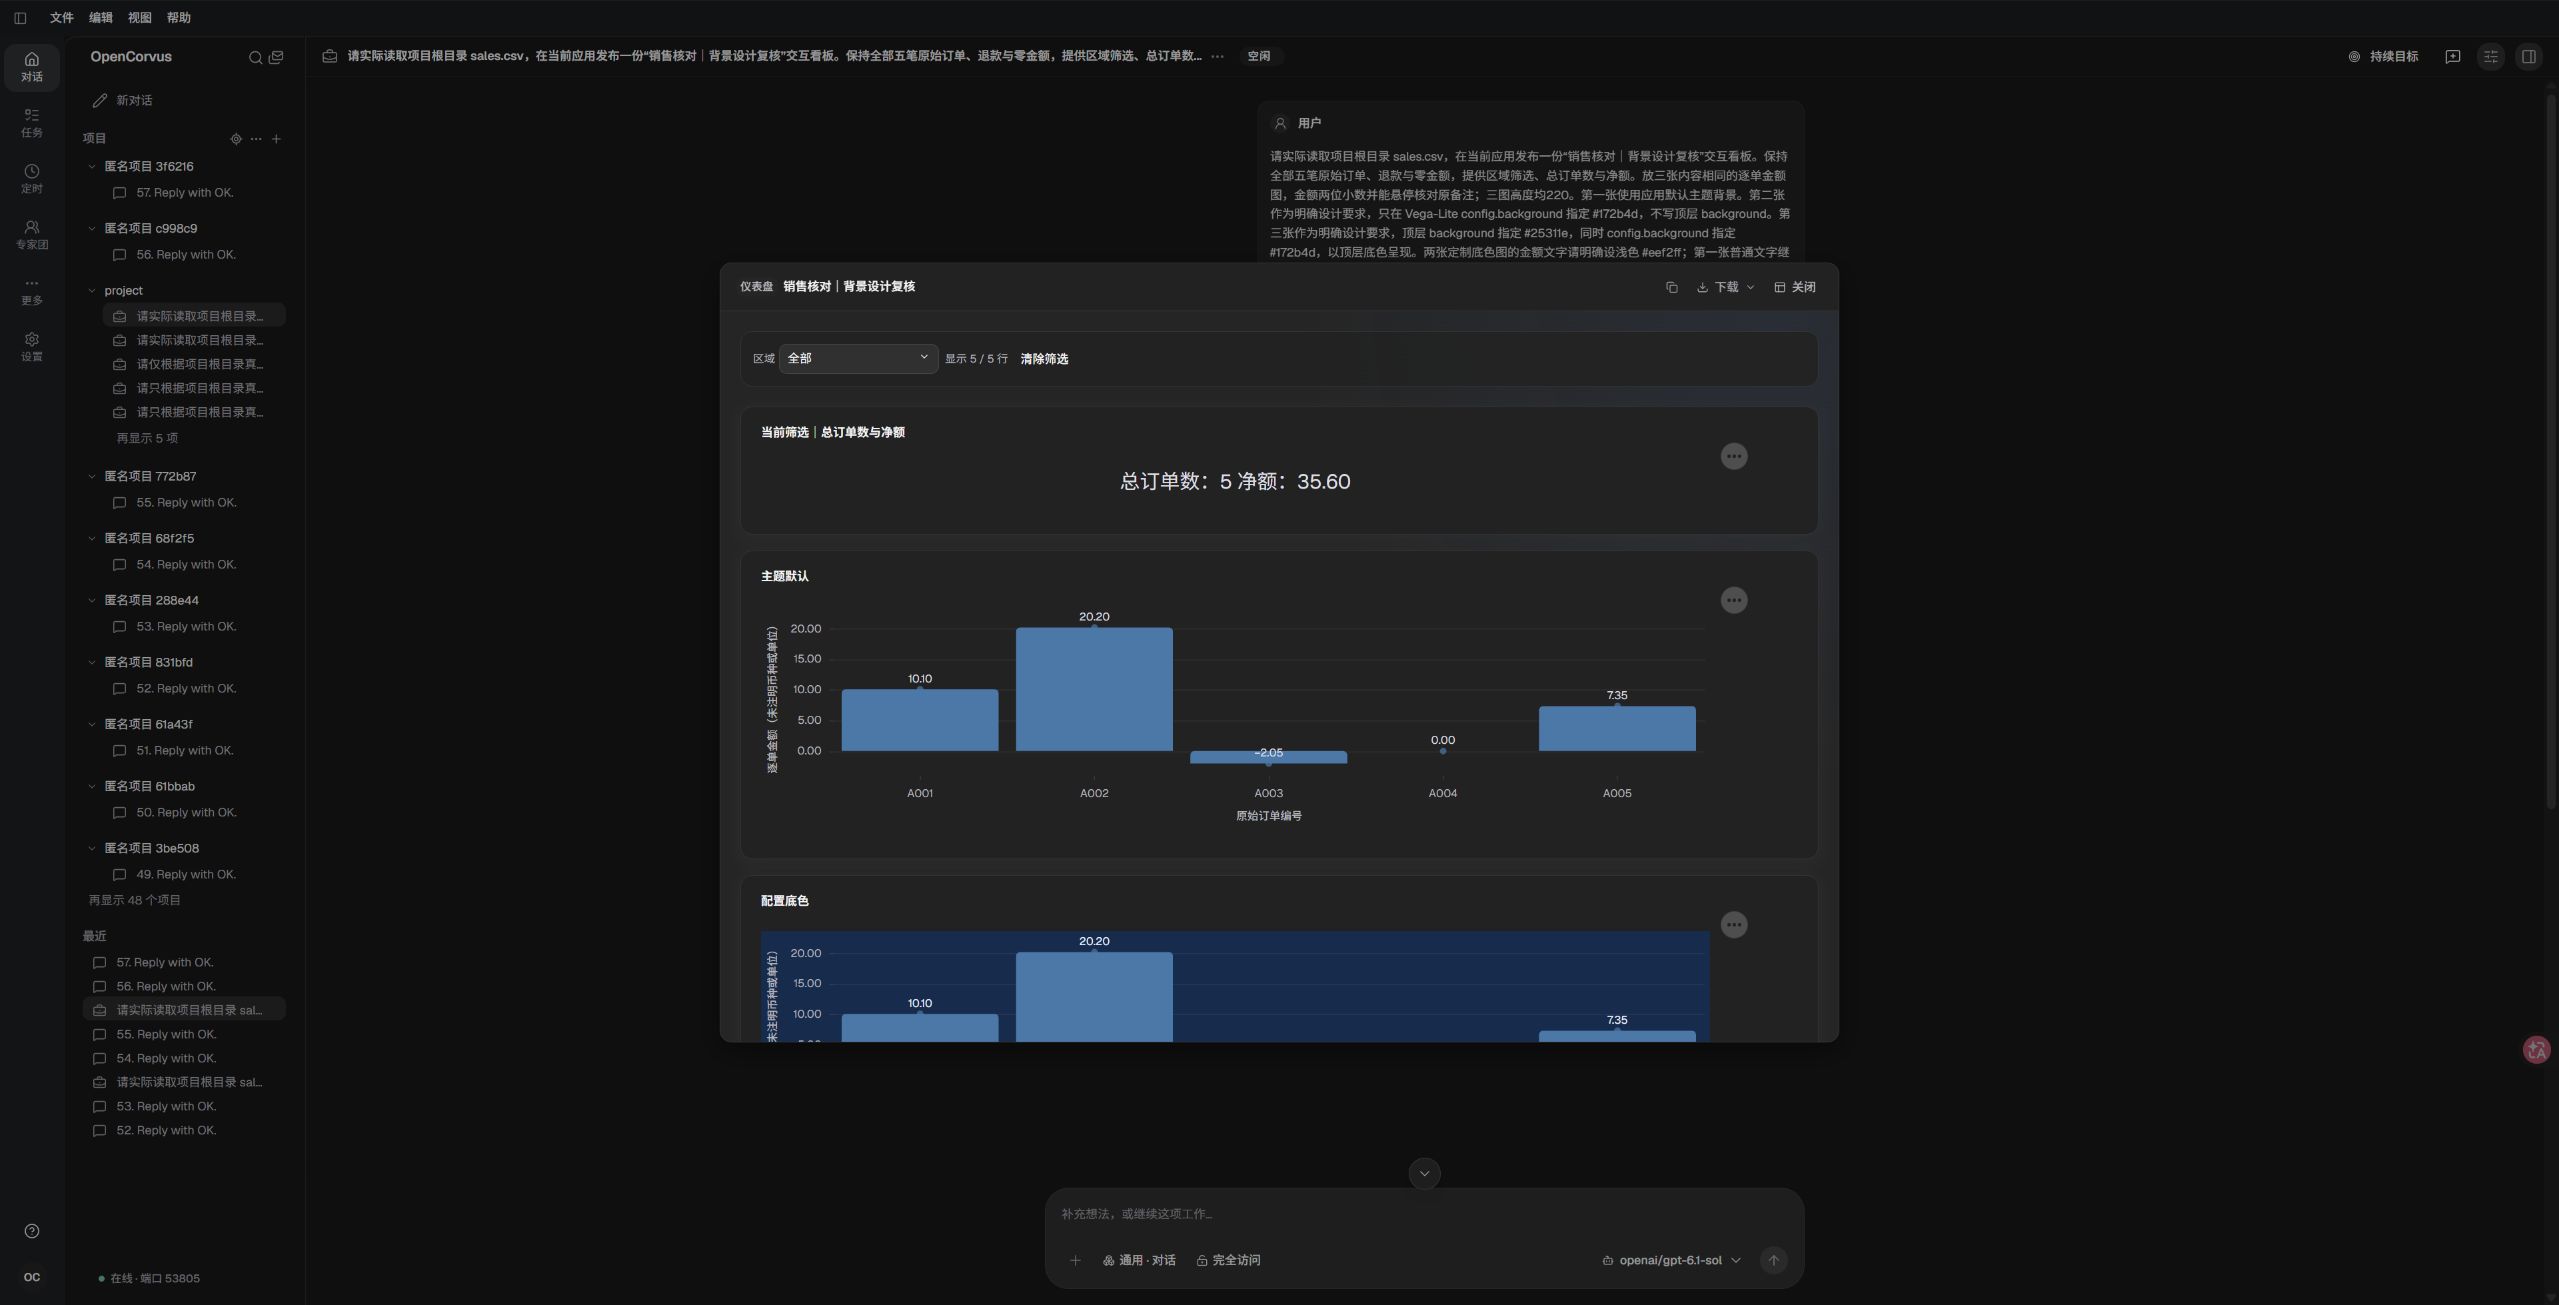 文件 编辑 视图 帮助
对话
任务
定时
专家团
更多
设置
OC
OpenCorvus
新对话
项目
匿名项目 3f6216
57. Reply with OK.
匿名项目 c998c9
56. Reply with OK.
project
请实际读取项目根目录...
请实际读取项目根目录...
请仅根据项目根目录真...
请只根据项目根目录真...
请只根据项目根目录真...
再显示 5 项
匿名项目 772b87
55. Reply with OK.
匿名项目 68f2f5
54. Reply with OK.
匿名项目 288e44
53. Reply with OK.
匿名项目 831bfd
52. Reply with OK.
匿名项目 61a43f
51. Reply with OK.
匿名项目 61bbab
50. Reply with OK.
匿名项目 3be508
49. Reply with OK.
再显示 48 个项目
最近
57. Reply with OK.
56. Reply with OK.
请实际读取项目根目录 sal...
55. Reply with OK.
54. Reply with OK.
请实际读取项目根目录 sal...
53. Reply with OK.
52. Reply with OK.
在线 · 端口 53805
请实际读取项目根目录 sales.csv，在当前应用发布一份“销售核对｜背景设计复核”交互看板。保持全部五笔原始订单、退款与零金额，提供区域筛选、总订单数... 空闲
持续目标
用户
请实际读取项目根目录 sales.csv，在当前应用发布一份“销售核对｜背景设计复核”交互看板。保持
全部五笔原始订单、退款与零金额，提供区域筛选、总订单数与净额。放三张内容相同的逐单金额
图，金额两位小数并能悬停核对原备注；三图高度均220。第一张使用应用默认主题背景。第二张
作为明确设计要求，只在 Vega-Lite config.background 指定 #172b4d，不写顶层 background。第
三张作为明确设计要求，顶层 background 指定 #25311e，同时 config.background 指定
#172b4d，以顶层底色呈现。两张定制底色图的金额文字请明确设浅色 #eef2ff；第一张普通文字继
仪表盘 销售核对｜背景设计复核
下载 关闭
区域 全部 显示 5 / 5 行 清除筛选
当前筛选｜总订单数与净额
总订单数：5 净额：35.60
主题默认
逐单金额（未注明币种或单位）
20.00
15.00
10.00
5.00
0.00
10.10
20.20
−2.05
0.00
7.35
A001 A002 A003 A004 A005
原始订单编号
配置底色
未注明币种或单位）
20.00
15.00
10.00
10.10
20.20
7.35
补充想法，或继续这项工作...
通用 · 对话 完全访问 openai/gpt-6.1-sol